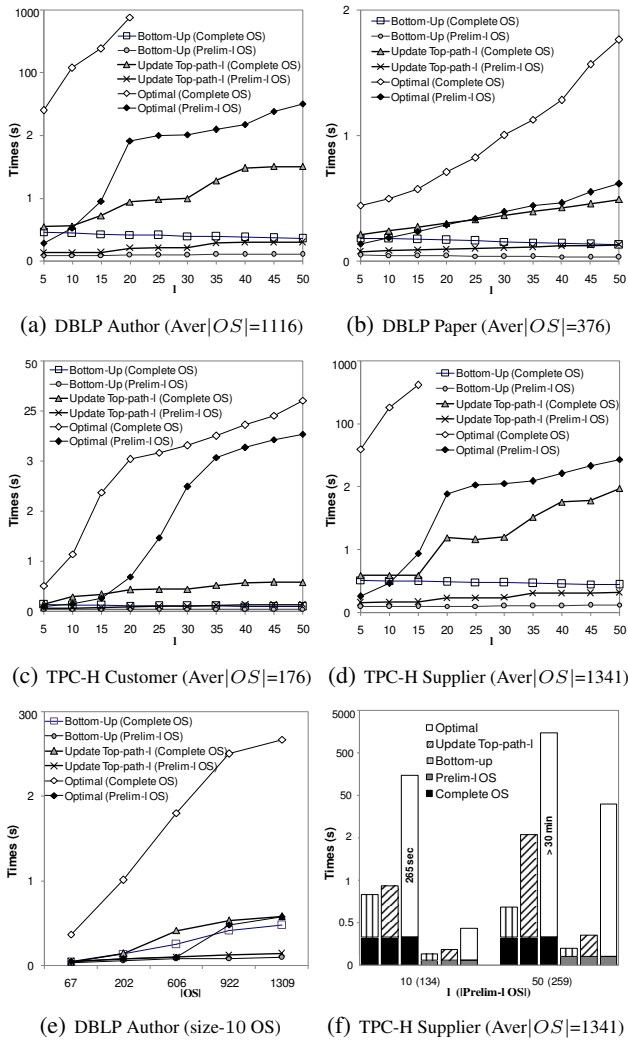 1000
100
2
1
0
Times (s)
Bottom-Up (Complete OS)
Bottom-Up (Prelim-l OS)
Update Top-path-l (Complete OS)
Update Top-path-l (Prelim-l OS)
Optimal (Complete OS)
Optimal (Prelim-l OS)
5 10 15 20 25 30 35 40 45 50
l
(a) DBLP Author (Aver|OS|=1116)
2
1
0
Times (s)
Bottom-Up (Complete OS)
Bottom-Up (Prelim-l OS)
Update Top-path-l (Complete OS)
Update Top-path-l (Prelim-l OS)
Optimal (Complete OS)
Optimal (Prelim-l OS)
5 10 15 20 25 30 35 40 45 50
l
(b) DBLP Paper (Aver|OS|=376)
50
25
3
2
1
0
Times (s)
Bottom-Up (Complete OS)
Bottom-Up (Prelim-l OS)
Update Top-path-l (Complete OS)
Update Top-path-l (Prelim-l OS)
Optimal (Complete OS)
Optimal (Prelim-l OS)
5 10 15 20 25 30 35 40 45 50
l
(c) TPC-H Customer (Aver|OS|=176)
1000
100
2
1
0
Times (s)
Bottom-Up (Complete OS)
Bottom-Up (Prelim-l OS)
Update Top-path-l (Complete OS)
Update Top-path-l (Prelim-l OS)
Optimal (Complete OS)
Optimal (Prelim-l OS)
5 10 15 20 25 30 35 40 45 50
l
(d) TPC-H Supplier (Aver|OS|=1341)
300
2
1
0
Times (s)
Bottom-Up (Complete OS)
Bottom-Up (Prelim-l OS)
Update Top-path-l (Complete OS)
Update Top-path-l (Prelim-l OS)
Optimal (Complete OS)
Optimal (Prelim-l OS)
67 202 606 922 1309
|OS|
(e) DBLP Author (size-10 OS)
5000
500
50
2
1
0.5
0
Times (s)
Optimal
Update Top-path-l
Bottom-up
Prelim-l OS
Complete OS
265 sec
> 30 min
10 (134) 50 (259)
l (|Prelim-l OS|)
(f) TPC-H Supplier (Aver|OS|=1341)